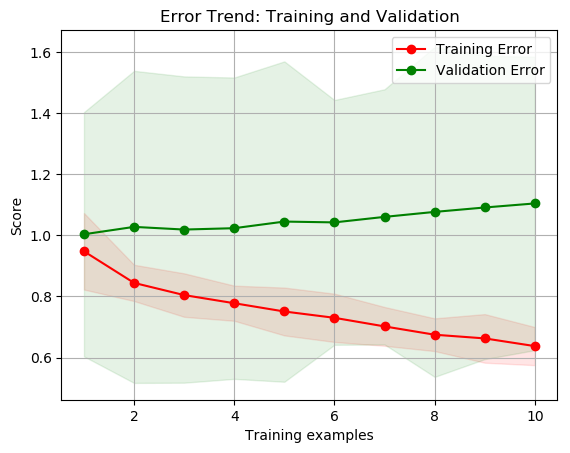 Error Trend: Training and Validation
Training Error
Validation Error
1.6
1.4
1.2
1.0
0.8
0.6
Score
2 4 6 8 10
Training examples